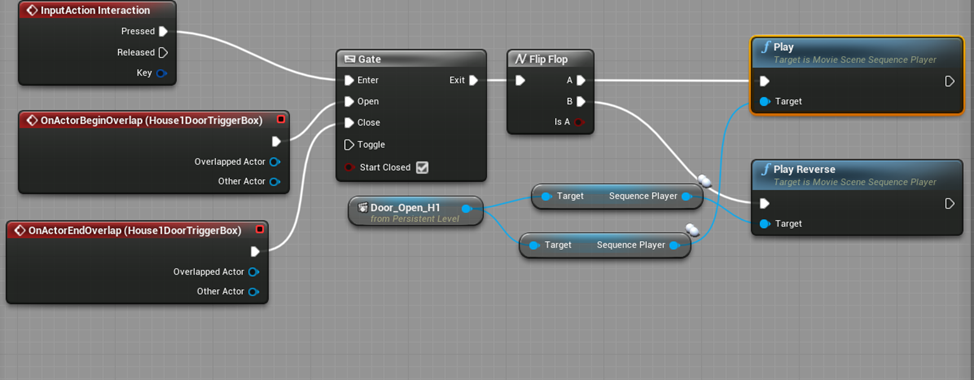 InputAction Interaction
Pressed
Released
Key
OnActorBeginOverlap (House1DoorTriggerBox)
Overlapped Actor
Other Actor
OnActorEndOverlap (House1DoorTriggerBox)
Overlapped Actor
Other Actor
Gate
Enter Exit
Open
Close
Toggle
Start Closed
Door_Open_H1
from Persistent Level
Flip Flop
A
B
Is A
Target Sequence Player
Target Sequence Player
Play
Target is Movie Scene Sequence Player
Target
Play Reverse
Target is Movie Scene Sequence Player
Target